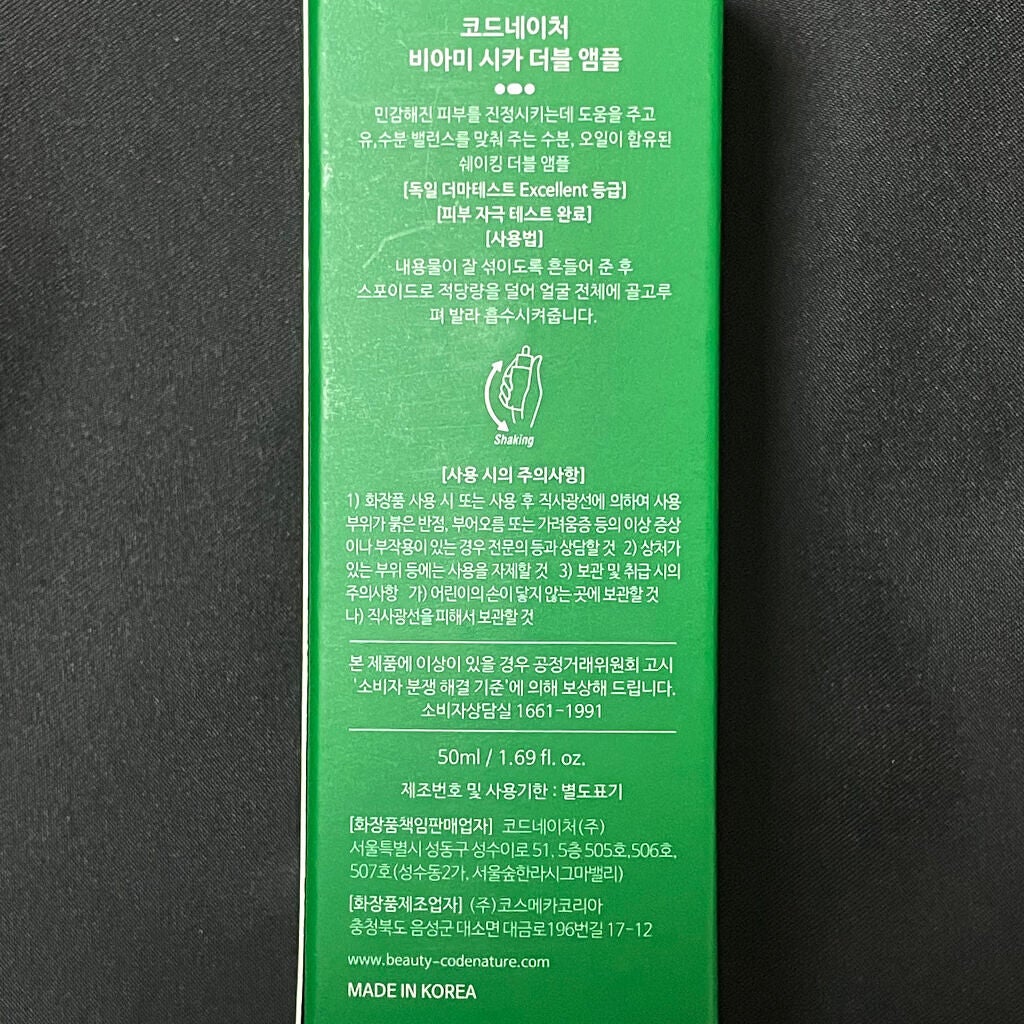 코드네이처
비아미 시카 더블 앰플
민감해진 피부를 진정시키는데 도움을 주고
유,수분 밸런스를 맞춰 주는 수분, 오일이 함유된
쉐이킹 더블 앰플
[독일 더마테스트 Excellent 등급]
[피부 자극 테스트 완료]
[사용법]
내용물이 잘 섞이도록 흔들어 준 후
스포이드로 적당량을 덜어 얼굴 전체에 골고루
펴 발라 흡수시켜줍니다.
Shaking
[사용 시의 주의사항]
1) 화장품 사용 시 또는 사용 후 직사광선에 의하여 사용
부위가 붉은 반점, 부어오름 또는 가려움증 등의 이상 증상
이나 부작용이 있는 경우 전문의 등과 상담할 것 2) 상처가
있는 부위 등에는 사용을 자제할 것 3) 보관 및 취급 시의
주의사항 가) 어린이의 손이 닿지 않는 곳에 보관할 것
나) 직사광선을 피해서 보관할 것
본 제품에 이상이 있을 경우 공정거래위원회 고시
'소비자 분쟁 해결 기준'에 의해 보상해 드립니다.
소비자상담실 1661-1991
50ml / 1.69 fl. oz.
제조번호 및 사용기한 : 별도표기
[화장품책임판매업자] 코드네이처(주)
서울특별시 성동구 성수이로 51, 5층 505호,506호,
507호(성수동2가, 서울숲한라시그마밸리)
[화장품제조업자] (주)코스메카코리아
충청북도 음성군 대소면 대금로196번길 17-12
www.beauty-codenature.com
MADE IN KOREA